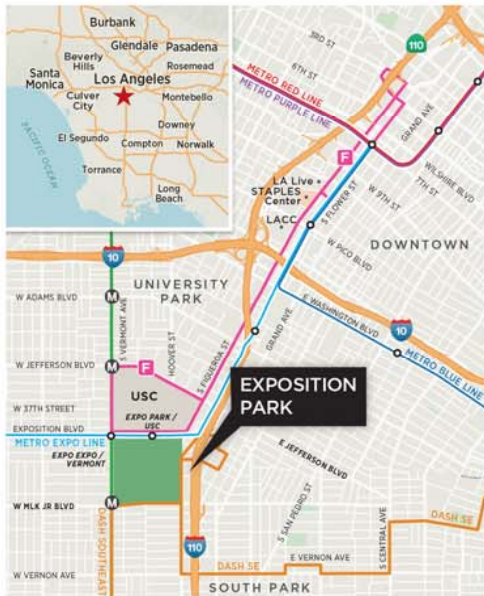 Burbank
Glendale
Pasadena
Beverly
Hills
Rosemead
Santa
Monica
Los Angeles
Culver
City
Montebello
Downey
El Segundo
Compton
Norwalk
Torrance
Long
Beach
PACIFIC OCEAN
3RD ST
6TH ST
110
METRO RED LINE
METRO PURPLE LINE
GRAND AVE
F
WILSHIRE BLVD
7TH ST
LA Live
STAPLES
Center
LACC
S FLOWER ST
W 9TH ST
W PICO BLVD
DOWNTOWN
10
UNIVERSITY
PARK
W ADAMS BLVD
M
S VERMONT AVE
HOOVER ST
S FIGUEROA ST
GRAND AVE
E WASHINGTON BLVD
10
METRO BLUE LINE
W JEFFERSON BLVD
M
F
USC
W 37TH STREET
EXPO PARK /
USC
EXPOSITION BLVD
METRO EXPO LINE
EXPO EXPO /
VERMONT
EXPOSITION
PARK
E JEFFERSON BLVD
W MLK JR BLVD
M
DASH SOUTHEAST
110
S SAN PEDRO ST
S CENTRAL AVE
E VERNON AVE
DASH SE
DASH SE
W VERNON AVE
SOUTH PARK